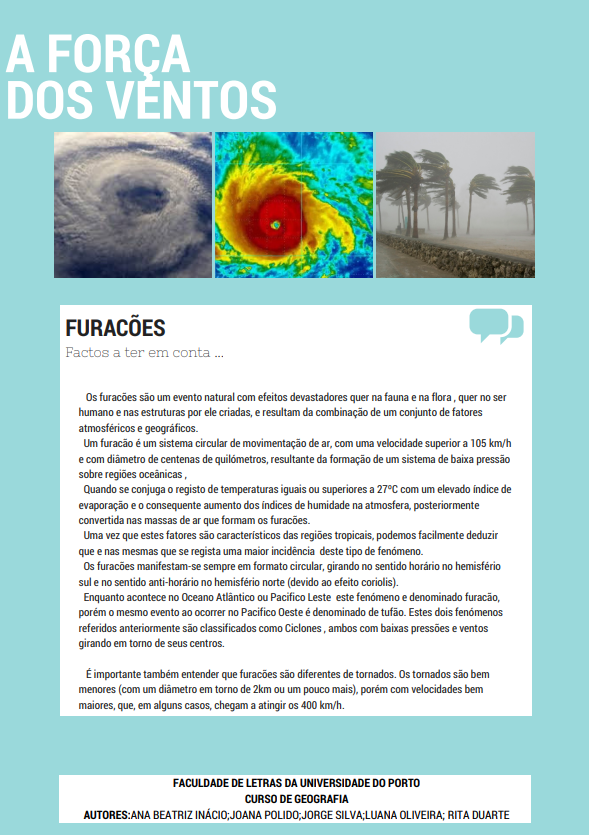 A FORÇA
DOS VENTOS
FURACÕES
Factos a ter em conta ...
Os furacões são um evento natural com efeitos devastadores quer na fauna e na flora , quer no ser
humano e nas estruturas por ele criadas, e resultam da combinação de um conjunto de fatores
atmosféricos e geográficos.
Um furacão é um sistema circular de movimentação de ar, com uma velocidade superior a 105 km/h
e com diâmetro de centenas de quilómetros, resultante da formação de um sistema de baixa pressão
sobre regiões oceânicas ,
Quando se conjuga o registo de temperaturas iguais ou superiores a 27ºC com um elevado índice de
evaporação e o consequente aumento dos índices de humidade na atmosfera, posteriormente
convertida nas massas de ar que formam os furacões.
Uma vez que estes fatores são característicos das regiões tropicais, podemos facilmente deduzir
que e nas mesmas que se regista uma maior incidência deste tipo de fenómeno.
Os furacões manifestam-se sempre em formato circular, girando no sentido horário no hemisfério
sul e no sentido anti-horário no hemisfério norte (devido ao efeito coriolis).
Enquanto acontece no Oceano Atlântico ou Pacifico Leste este fenómeno e denominado furacão,
porém o mesmo evento ao ocorrer no Pacifico Oeste é denominado de tufão. Estes dois fenómenos
referidos anteriormente são classificados como Ciclones , ambos com baixas pressões e ventos
girando em torno de seus centros.
É importante também entender que furacões são diferentes de tornados. Os tornados são bem
menores (com um diâmetro em torno de 2km ou um pouco mais), porém com velocidades bem
maiores, que, em alguns casos, chegam a atingir os 400 km/h.
FACULDADE DE LETRAS DA UNIVERSIDADE DO PORTO
CURSO DE GEOGRAFIA
AUTORES:ANA BEATRIZ INÁCIO;JOANA POLIDO;JORGE SILVA;LUANA OLIVEIRA; RITA DUARTE